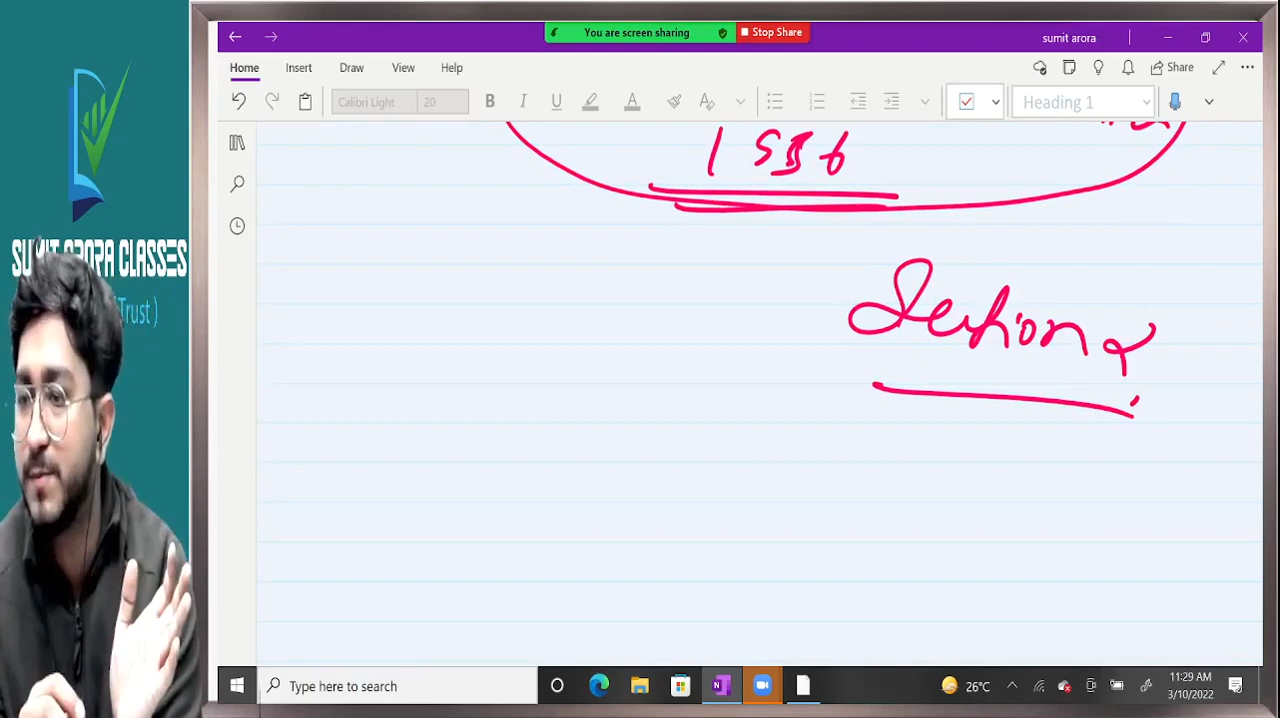 You are screen sharing Stop Share
sumit arora
Home Insert Draw View Help Share
Calibri Light 20 B I U A Heading 1
SUMIT ARORA CLASSES
Trust )
Section
Type here to search
26°C
11:29 AM
3/10/2022